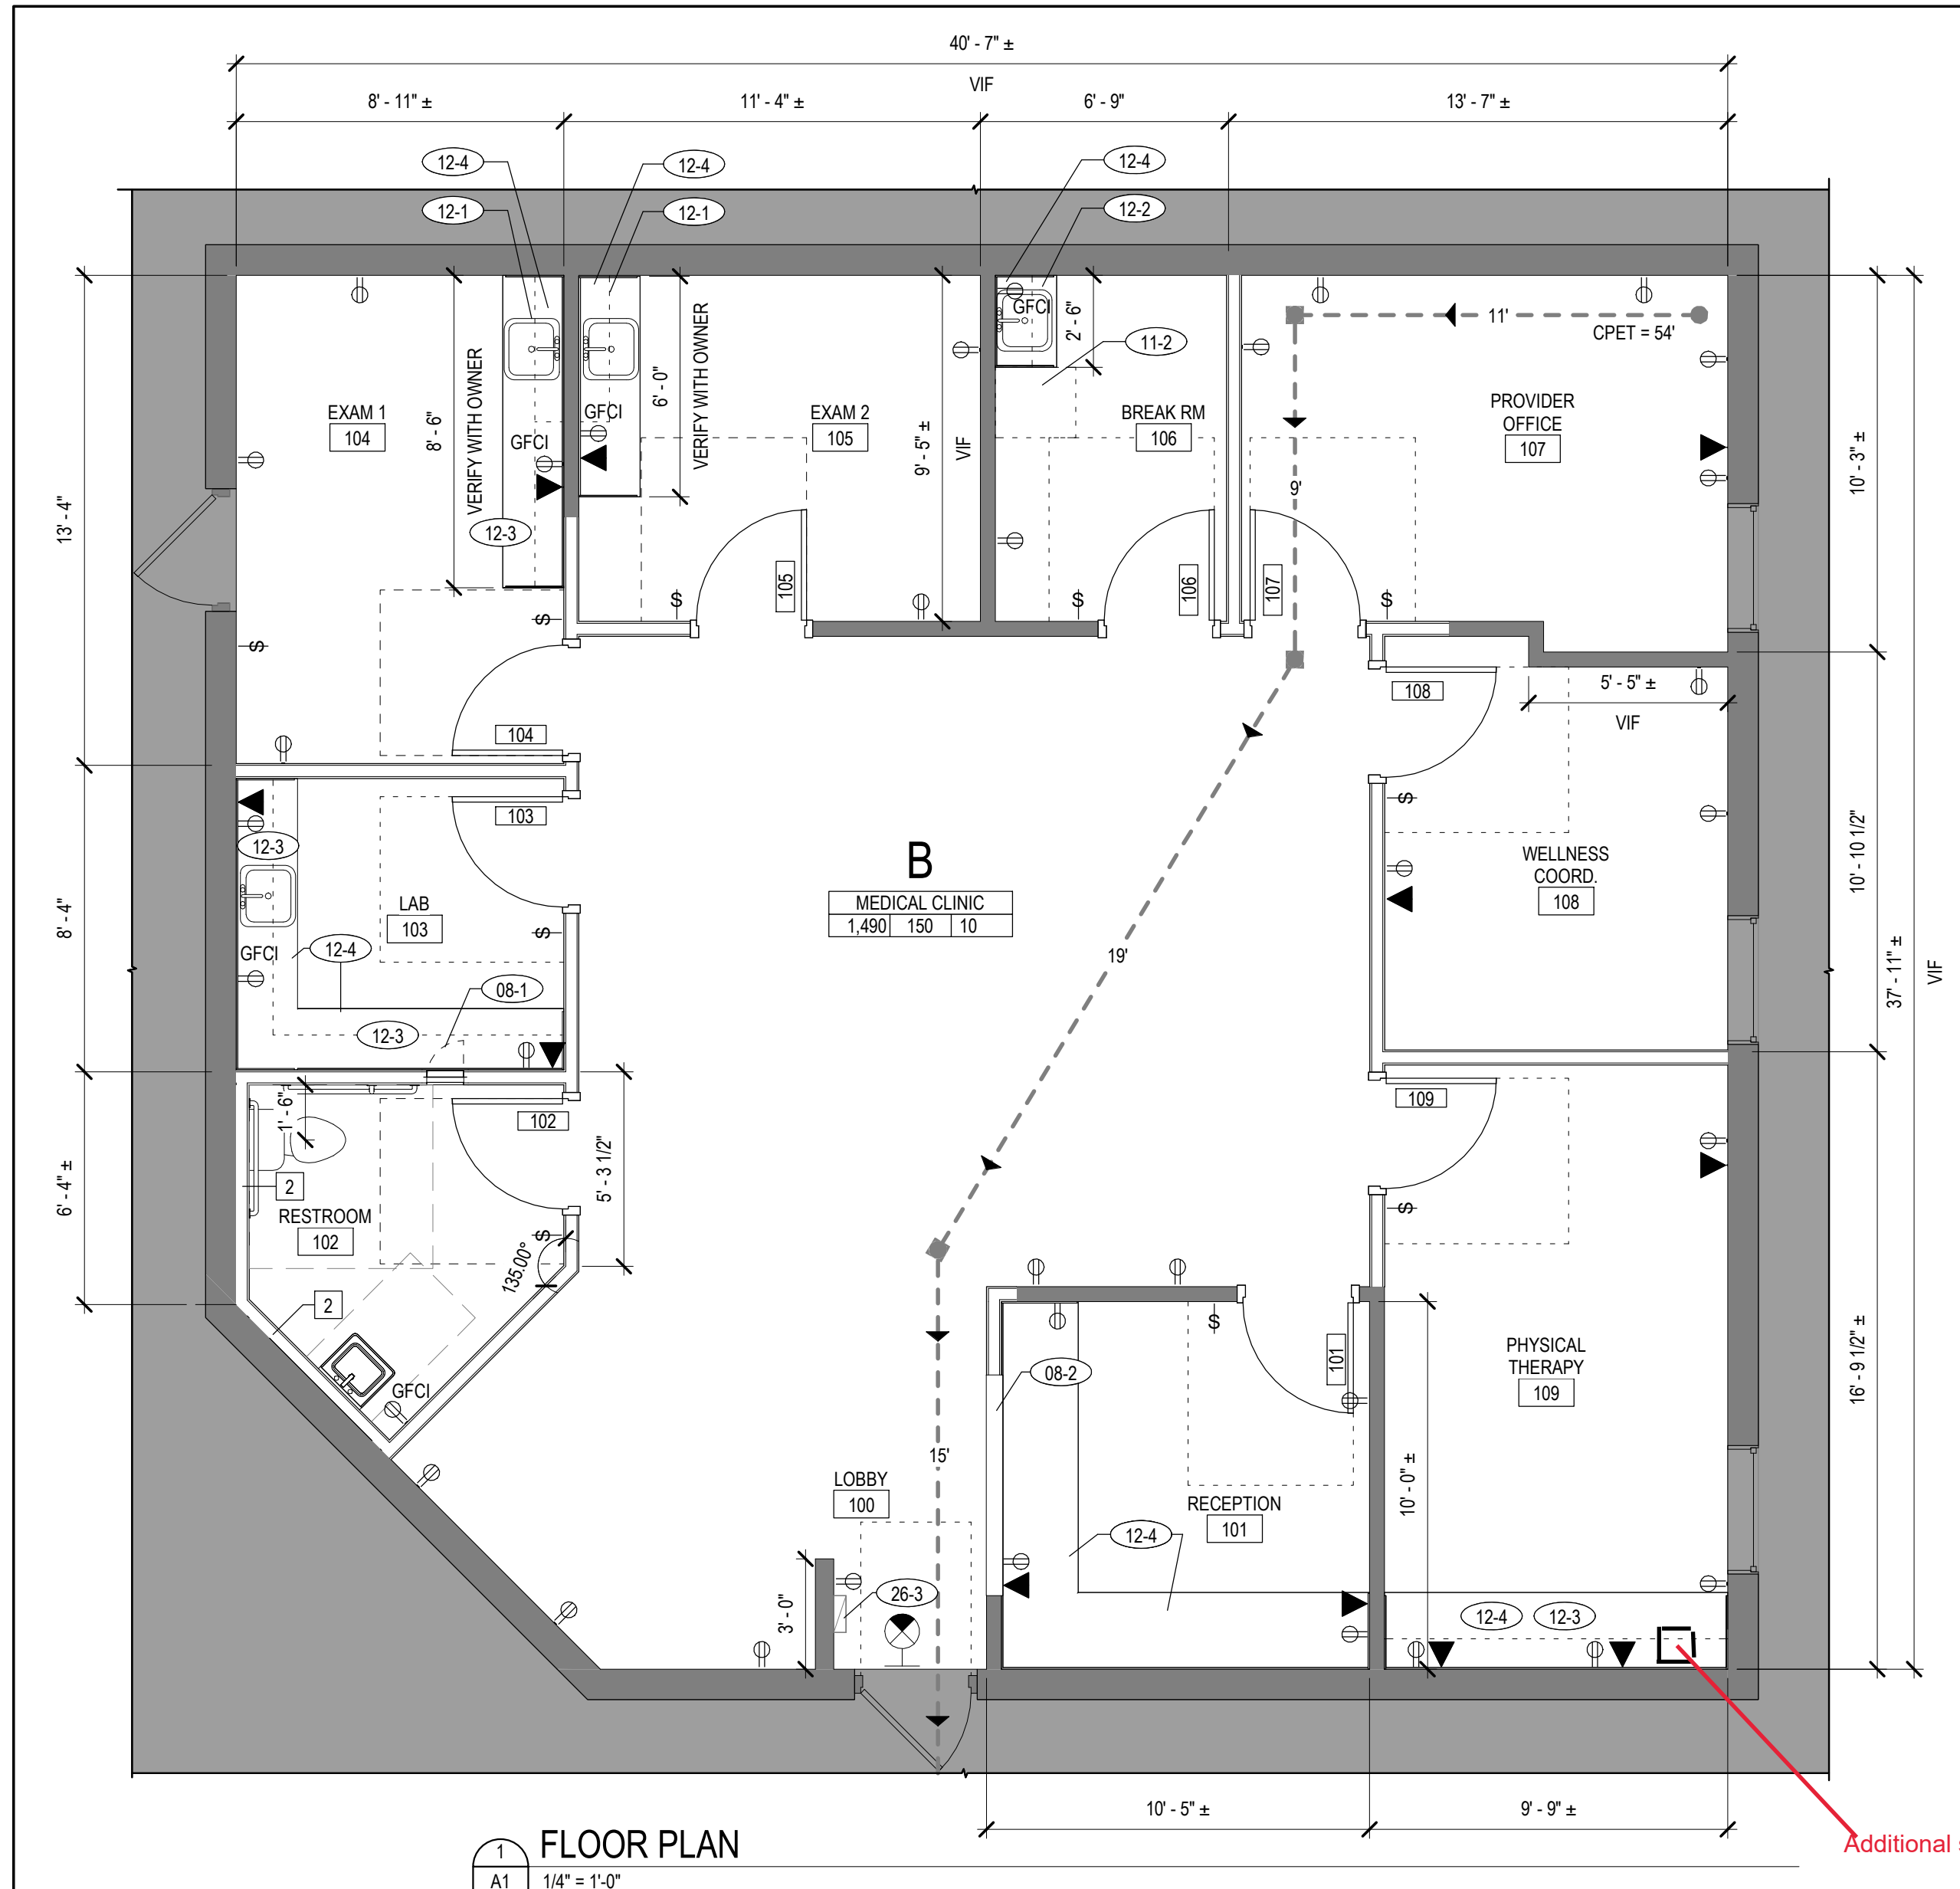 40' - 7" ±
VIF
8' - 11" ±
11' - 4" ±
6' - 9"
13' - 7" ±
12-4
12-4
12-4
12-1
12-1
12-2
GFCI
2' - 6"
11'
CPET = 54'
11-2
VERIFY WITH OWNER
8' - 6"
6' - 0"
VERIFY WITH OWNER
EXAM 1
104
GFCI
GFCI
EXAM 2
105
9' - 5" ±
VIF
BREAK RM
106
PROVIDER
OFFICE
107
10' - 3" ±
13' - 4"
12-3
9'
105
106
107
$
$
$
$
$
104
108
5' - 5" ±
VIF
103
$
12-3
B
MEDICAL CLINIC
1,490 150 10
WELLNESS
COORD.
108
10' - 10 1/2"
LAB
103
$
8' - 4"
GFCI
12-4
19'
08-1
12-3
37' - 11" ±
VIF
109
102
1' - 6"
5' - 3 1/2"
6' - 4" ±
2
RESTROOM
102
$
$
135.00°
2
GFCI
$
101
08-2
PHYSICAL
THERAPY
109
16' - 9 1/2" ±
15'
LOBBY
100
RECEPTION
101
10' - 0" ±
12-4
3' - 0"
26-3
12-4
12-3
10' - 5" ±
9' - 9" ±
Additional
1
FLOOR PLAN
A1
1/4" = 1'-0"